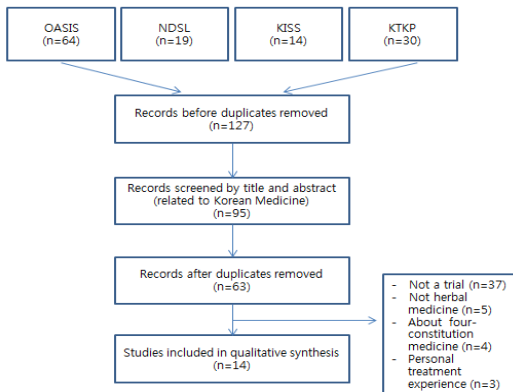 OASIS
(n=64)
NDSL
(n=19)
KISS
(n=14)
KTKP
(n=30)
Records before duplicates removed
(n=127)
Records screened by title and abstract
(related to Korean Medicine)
(n=95)
Records after duplicates removed
(n=63)
- Not a trial (n=37)
- Not herbal
medicine (n=5)
- About four-
constitution
medicine (n=4)
- Personal
treatment
experience (n=3)
Studies included in qualitative synthesis
(n=14)